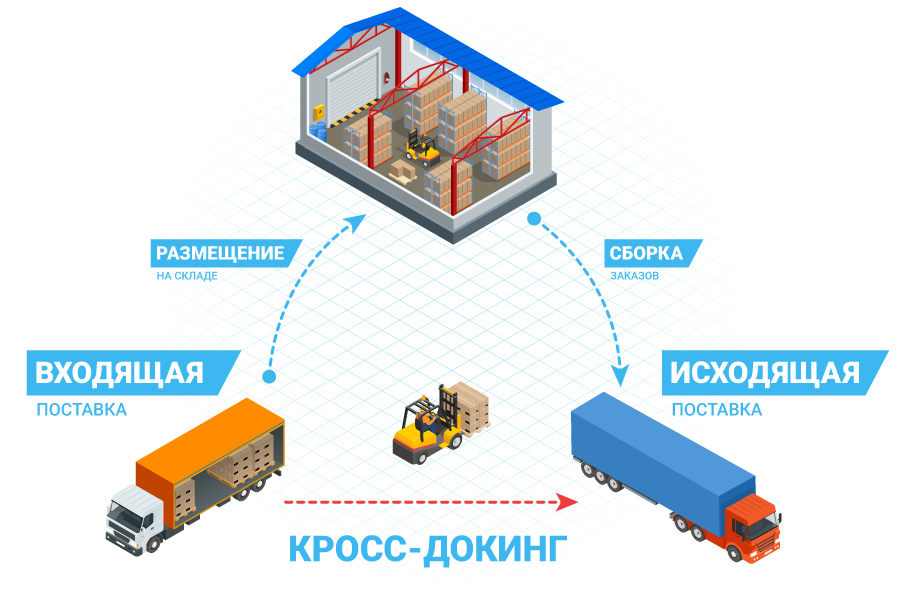 РАЗМЕЩЕНИЕ
НА СКЛАДЕ
СБОРКА
ЗАКАЗОВ
ВХОДЯЩАЯ
ПОСТАВКА
ИСХОДЯЩАЯ
ПОСТАВКА
КРОСС-ДОКИНГ